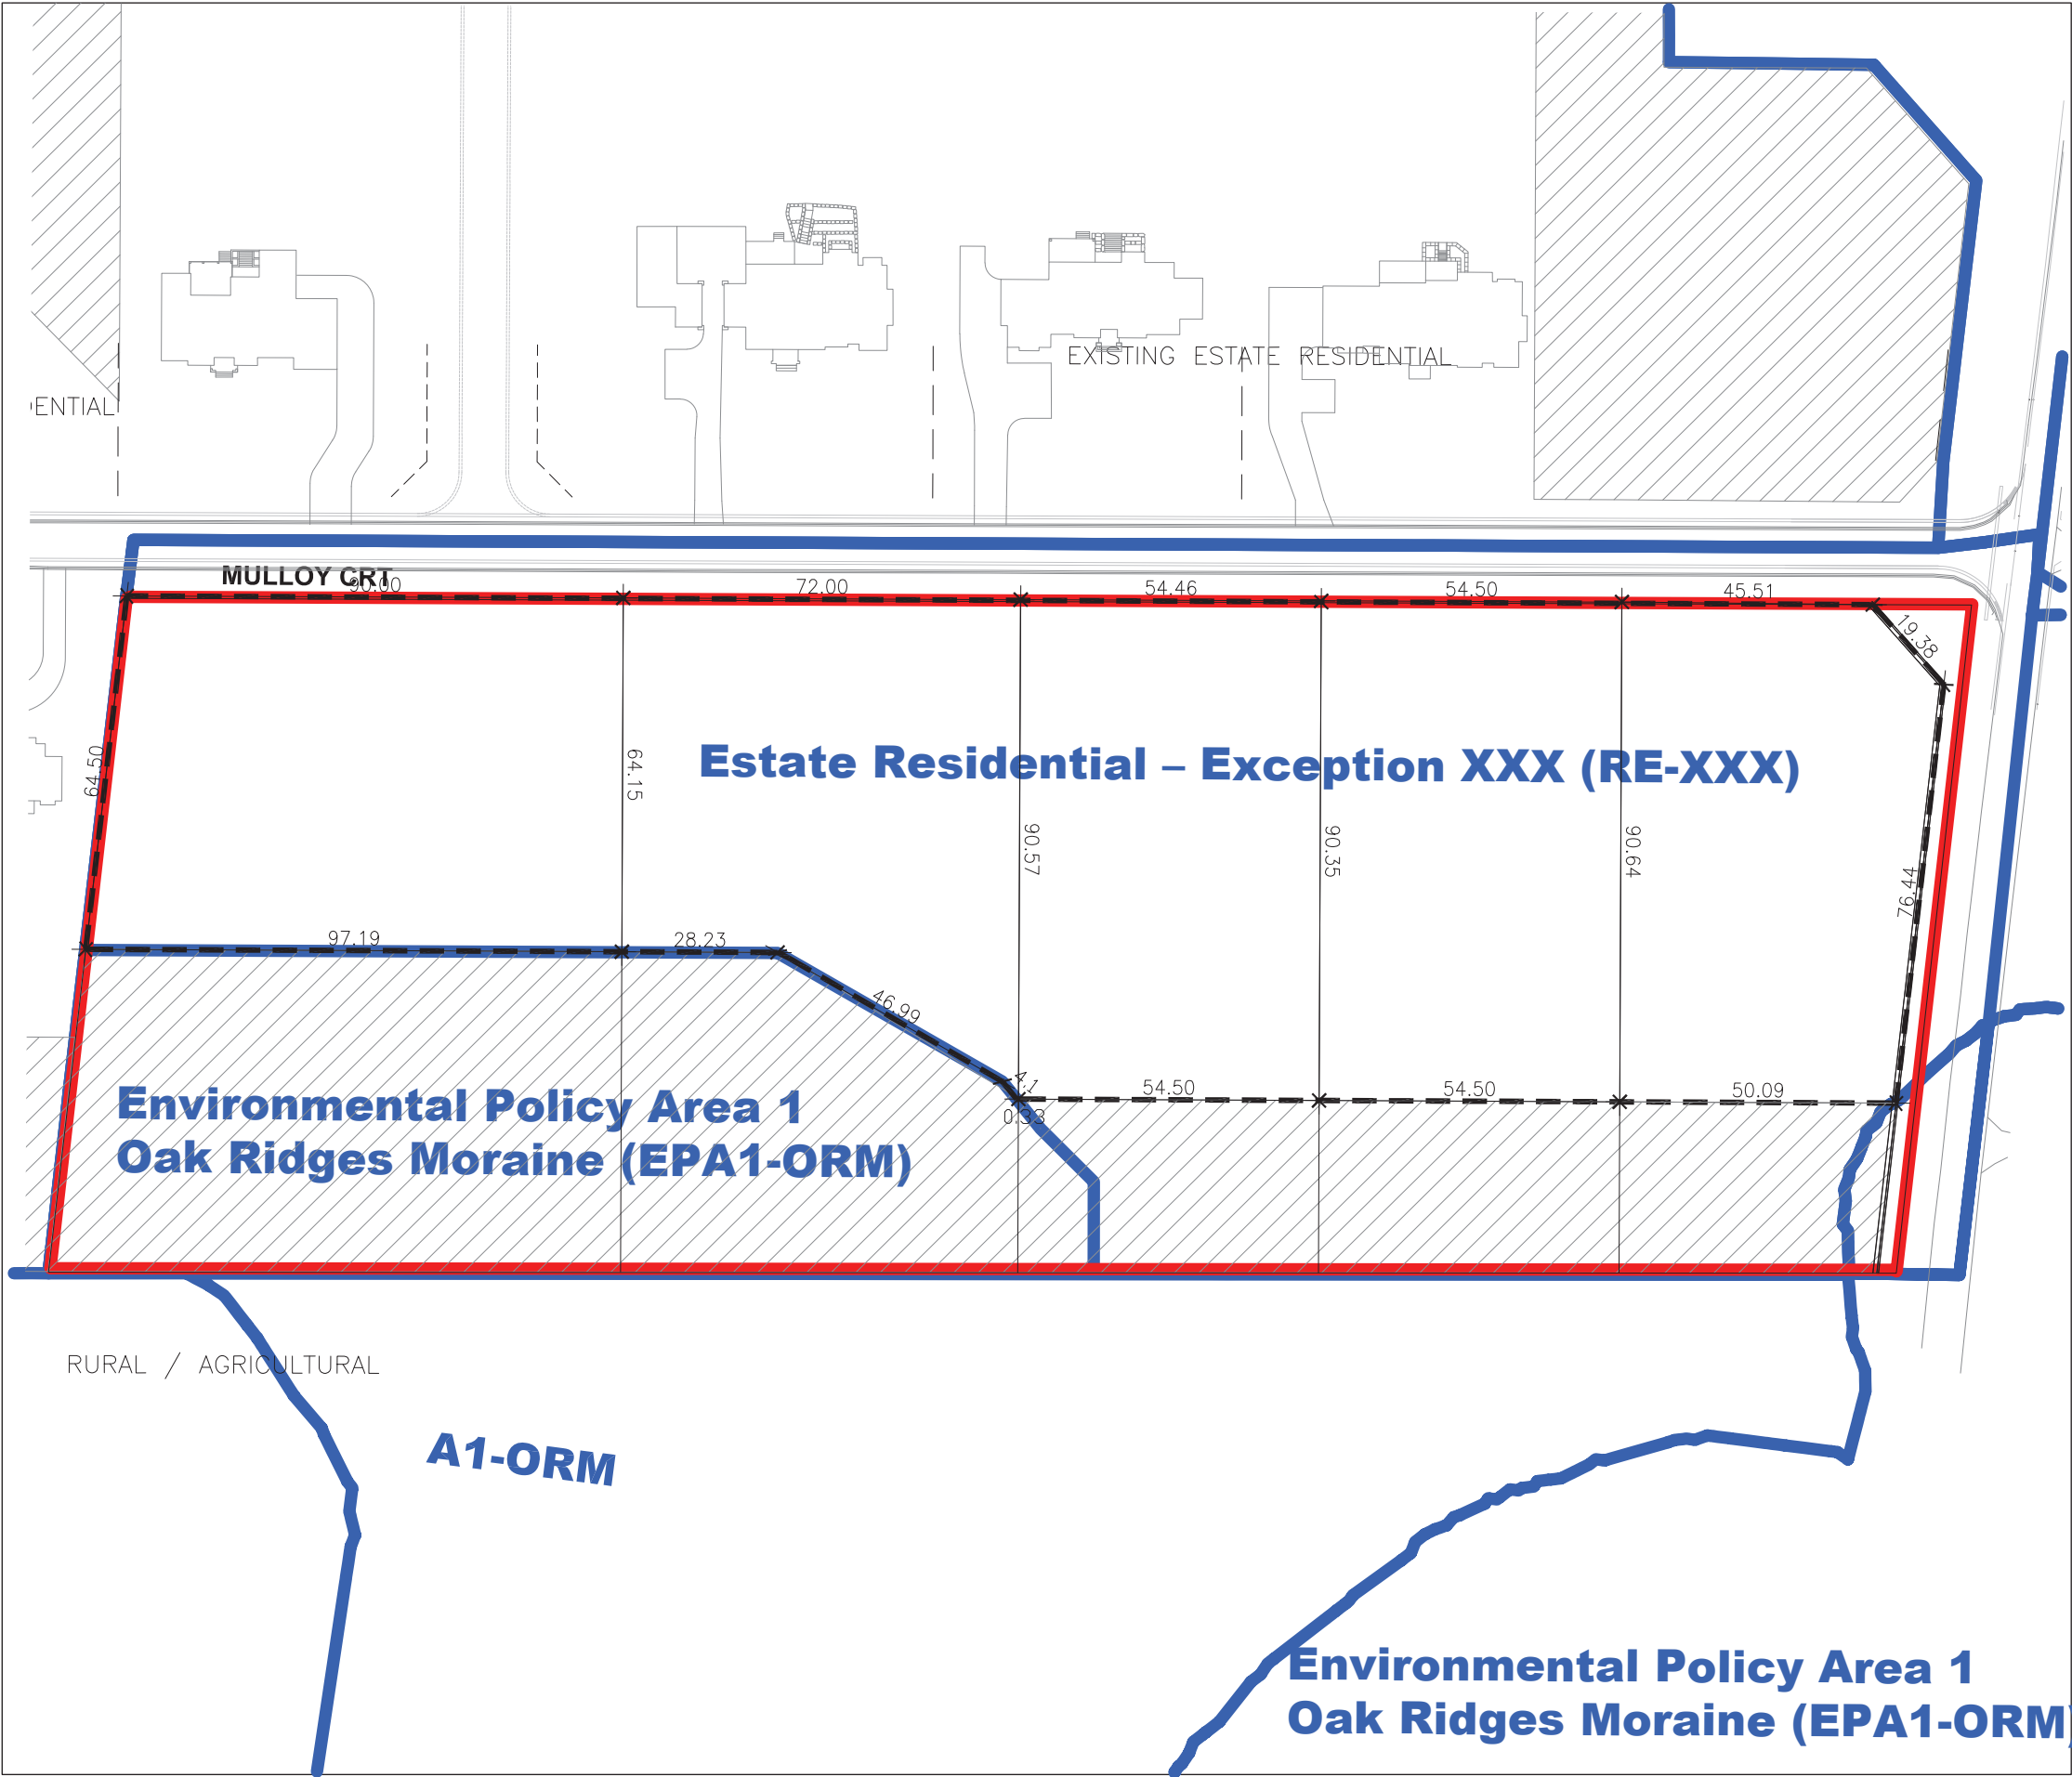 EXISTING ESTATE RESIDENTIAL
ENTIAL
MULLOY CRT
90.00
72.00
54.46
54.50
45.51
19.38
64.50
64.15
Estate Residential – Exception XXX (RE-XXX)
90.57
90.35
90.64
76.44
97.19
28.23
46.99
4.1
54.50
54.50
50.09
0.33
Environmental Policy Area 1
Oak Ridges Moraine (EPA1-ORM)
RURAL / AGRICULTURAL
A1-ORM
Environmental Policy Area 1
Oak Ridges Moraine (EPA1-ORM)